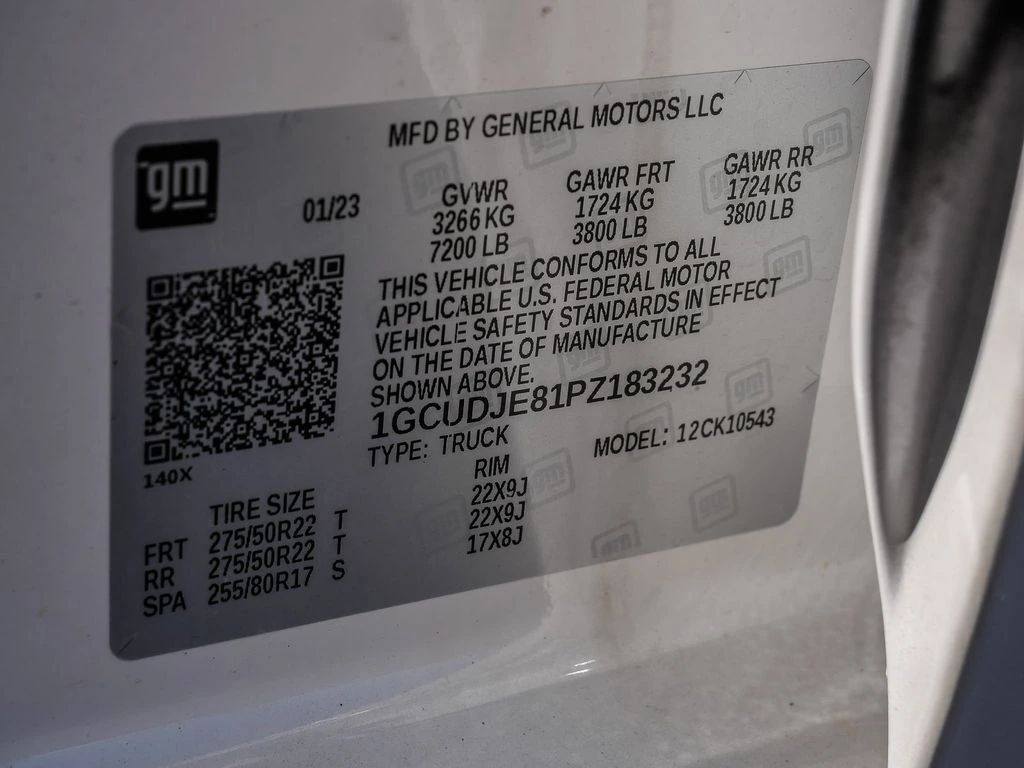 gm
MFD BY GENERAL MOTORS LLC
01/23
GVWR GAWR FRT GAWR RR
3266 KG 1724 KG 1724 KG
7200 LB 3800 LB 3800 LB
THIS VEHICLE CONFORMS TO ALL
APPLICABLE U.S. FEDERAL MOTOR
VEHICLE SAFETY STANDARDS IN EFFECT
ON THE DATE OF MANUFACTURE
SHOWN ABOVE.
1GCUDJE81PZ183232
TYPE: TRUCK MODEL: 12CK10543
140X
TIRE SIZE RIM
FRT 275/50R22 T 22X9J
RR 275/50R22 T 22X9J
SPA 255/80R17 S 17X8J